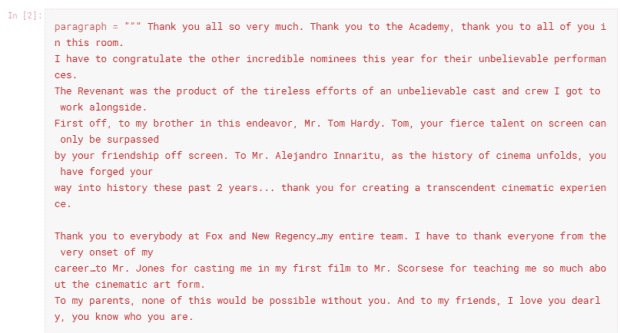 In [2]:
paragraph = """ Thank you all so very much. Thank you to the Academy, thank you to all of you i
n this room.
I have to congratulate the other incredible nominees this year for their unbelievable performan
ces.
The Revenant was the product of the tireless efforts of an unbelievable cast and crew I got to
work alongside.
First off, to my brother in this endeavor, Mr. Tom Hardy. Tom, your fierce talent on screen can
only be surpassed
by your friendship off screen. To Mr. Alejandro Innaritu, as the history of cinema unfolds, you
have forged your
way into history these past 2 years... thank you for creating a transcendent cinematic experien
ce.
Thank you to everybody at Fox and New Regency…my entire team. I have to thank everyone from the
very onset of my
career…to Mr. Jones for casting me in my first film to Mr. Scorsese for teaching me so much abo
ut the cinematic art form.
To my parents, none of this would be possible without you. And to my friends, I love you dearl
y, you know who you are.